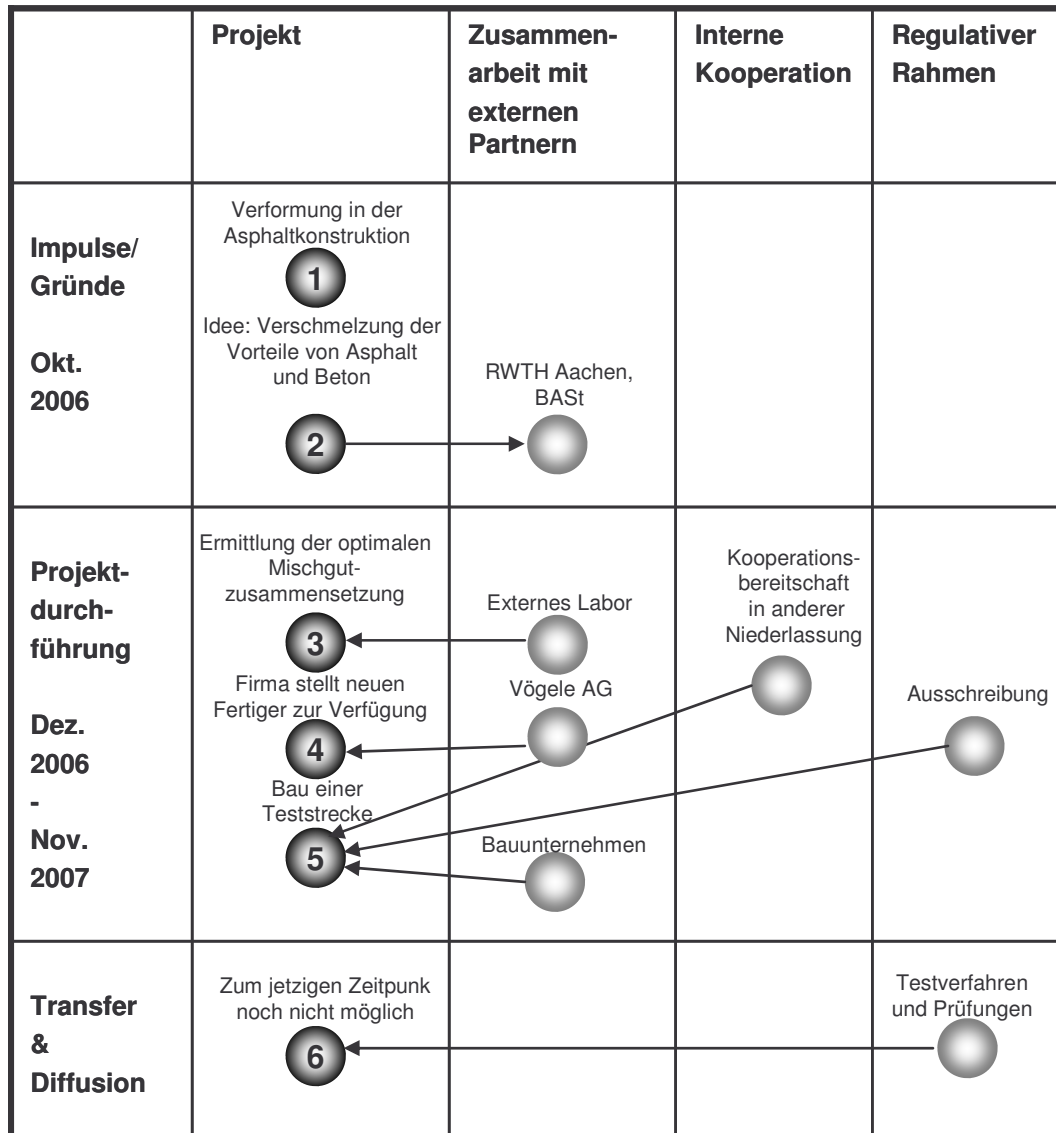 Projekt
Zusammen-
arbeit mit
externen
Partnern
Interne
Kooperation
Regulativer
Rahmen
Impulse/
Gründe
Okt.
2006
Verformung in der
Asphaltkonstruktion
1
Idee: Verschmelzung der
Vorteile von Asphalt
und Beton
2
RWTH Aachen,
BASt
Projekt-
durch-
führung
Dez.
2006
-
Nov.
2007
Ermittlung der optimalen
Mischgut-
zusammensetzung
3
Firma stellt neuen
Fertiger zur Verfügung
4
Bau einer
Teststrecke
5
Externes Labor
Vögele AG
Bauunternehmen
Kooperations-
bereitschaft
in anderer
Niederlassung
Ausschreibung
Transfer
&
Diffusion
Zum jetzigen Zeitpunk
noch nicht möglich
6
Testverfahren
und Prüfungen